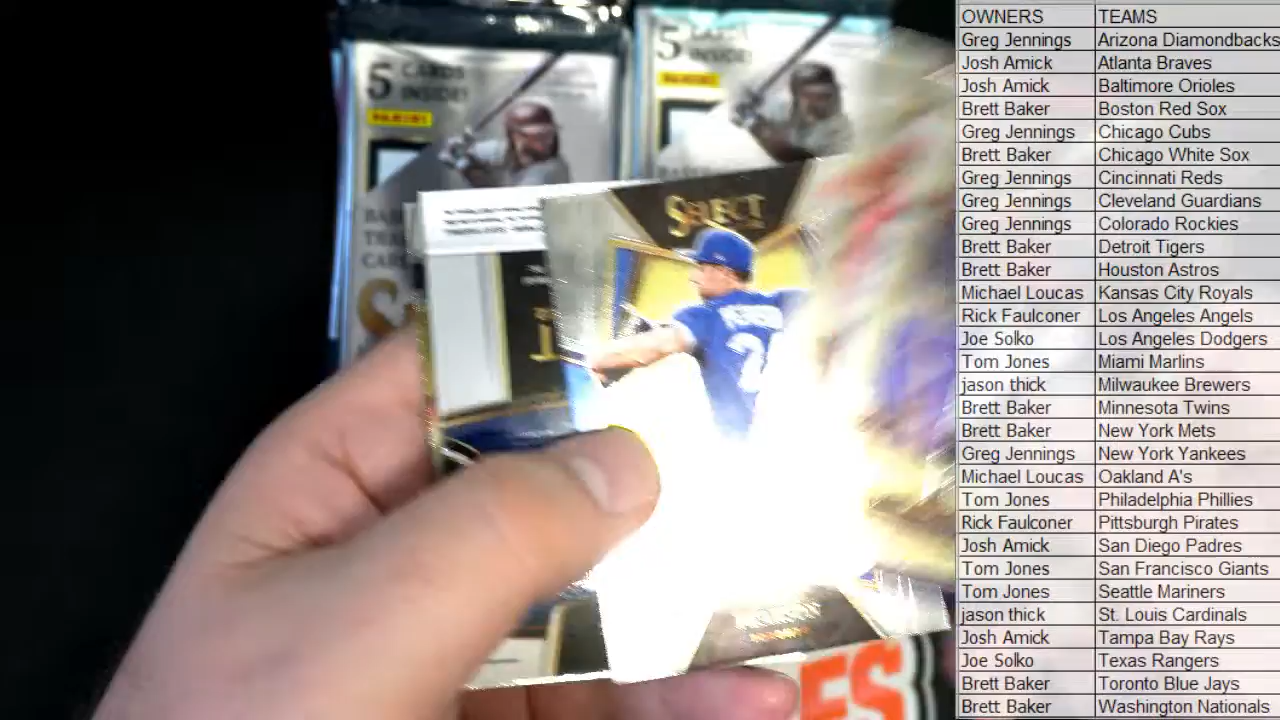 5 CARDS
INSIDE!
PANINI
5
INSIDE!
PANINI
SELECT
2
ES
OWNERS TEAMS
Greg Jennings Arizona Diamondbacks
Josh Amick Atlanta Braves
Josh Amick Baltimore Orioles
Brett Baker Boston Red Sox
Greg Jennings Chicago Cubs
Brett Baker Chicago White Sox
Greg Jennings Cincinnati Reds
Greg Jennings Cleveland Guardians
Greg Jennings Colorado Rockies
Brett Baker Detroit Tigers
Brett Baker Houston Astros
Michael Loucas Kansas City Royals
Rick Faulconer Los Angeles Angels
Joe Solko Los Angeles Dodgers
Tom Jones Miami Marlins
jason thick Milwaukee Brewers
Brett Baker Minnesota Twins
Brett Baker New York Mets
Greg Jennings New York Yankees
Michael Loucas Oakland A's
Tom Jones Philadelphia Phillies
Rick Faulconer Pittsburgh Pirates
Josh Amick San Diego Padres
Tom Jones San Francisco Giants
Tom Jones Seattle Mariners
jason thick St. Louis Cardinals
Josh Amick Tampa Bay Rays
Joe Solko Texas Rangers
Brett Baker Toronto Blue Jays
Brett Baker Washington Nationals